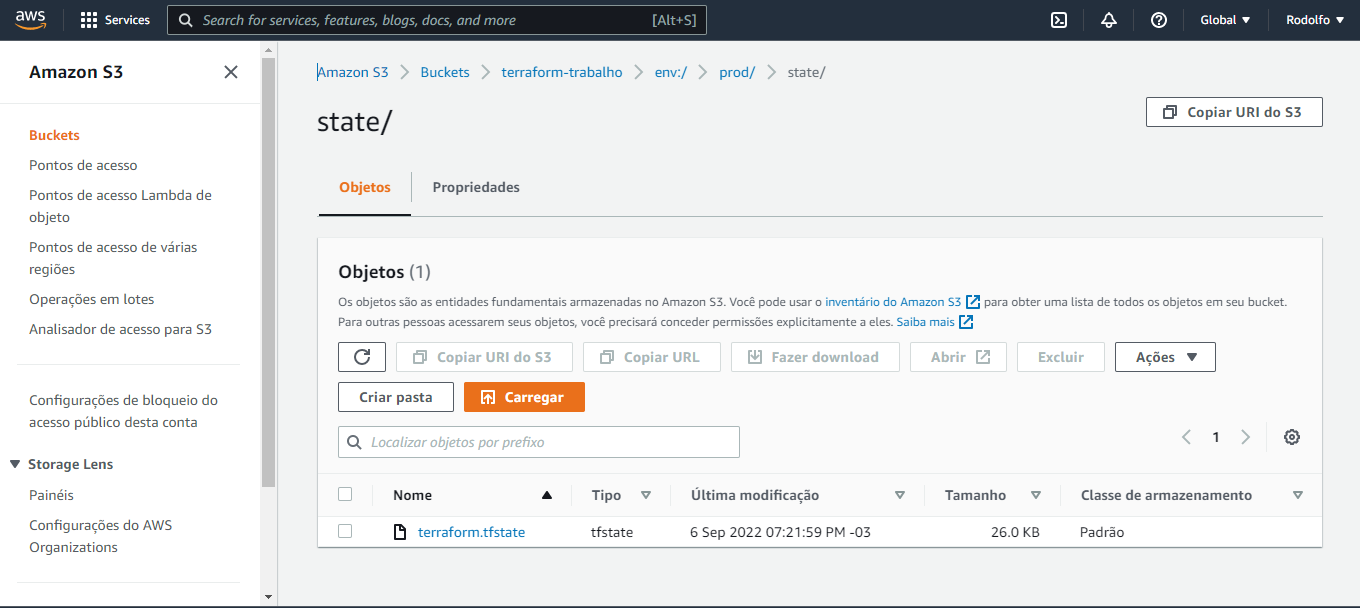 aws
Services
Search for services, features, blogs, docs, and more
[Alt+S]
Global
Rodolfo
Amazon S3
Buckets
Pontos de acesso
Pontos de acesso Lambda de
objeto
Pontos de acesso de várias
regiões
Operações em lotes
Analisador de acesso para S3
Configurações de bloqueio do
acesso público desta conta
Storage Lens
Painéis
Configurações do AWS
Organizations
Amazon S3
Buckets
terraform-trabalho
env:/
prod/
state/
state/
Copiar URI do S3
Objetos
Propriedades
Objetos (1)
Os objetos são as entidades fundamentais armazenadas no Amazon S3. Você pode usar o inventário do Amazon S3 para obter uma lista de todos os objetos em seu bucket.
Para outras pessoas acessarem seus objetos, você precisará conceder permissões explicitamente a eles. Saiba mais
Copiar URI do S3
Copiar URL
Fazer download
Abrir
Excluir
Ações
Criar pasta
Carregar
Localizar objetos por prefixo
1
Nome
Tipo
Última modificação
Tamanho
Classe de armazenamento
terraform.tfstate
tfstate
6 Sep 2022 07:21:59 PM -03
26.0 KB
Padrão